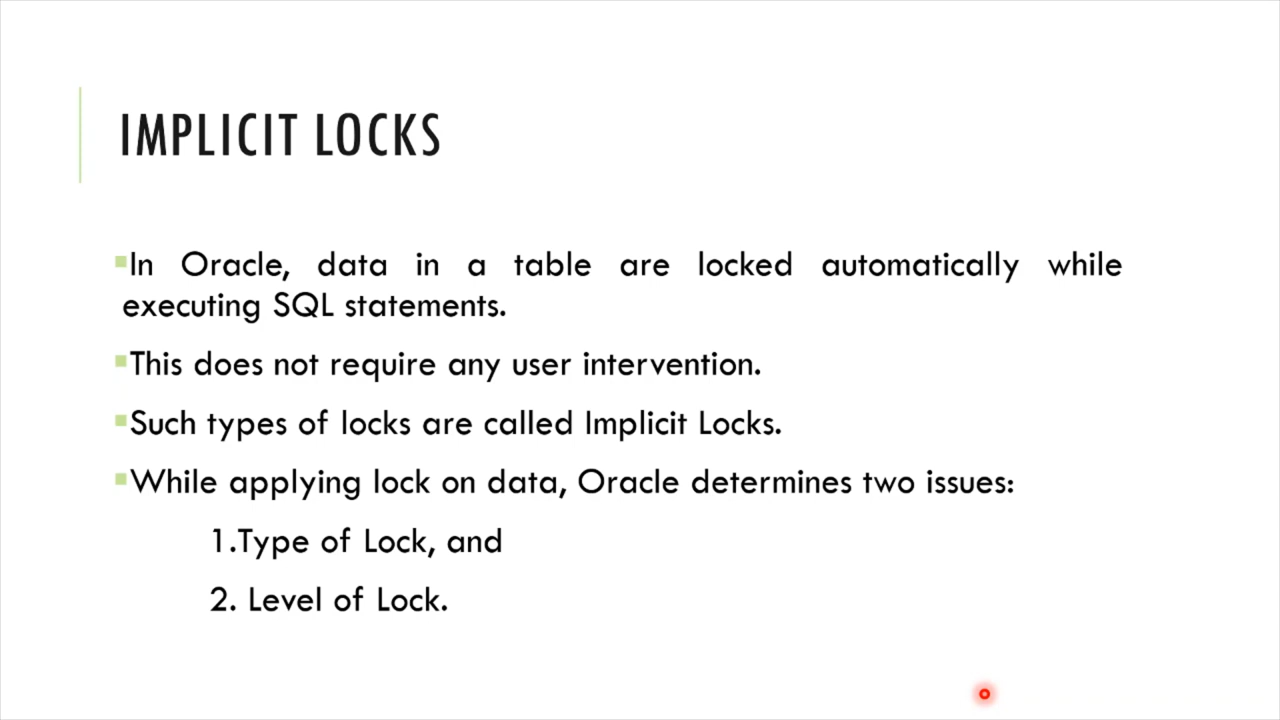 IMPLICIT LOCKS
▪In Oracle, data in a table are locked automatically while
executing SQL statements.
▪This does not require any user intervention.
▪Such types of locks are called Implicit Locks.
▪While applying lock on data, Oracle determines two issues:
1.Type of Lock, and
2. Level of Lock.